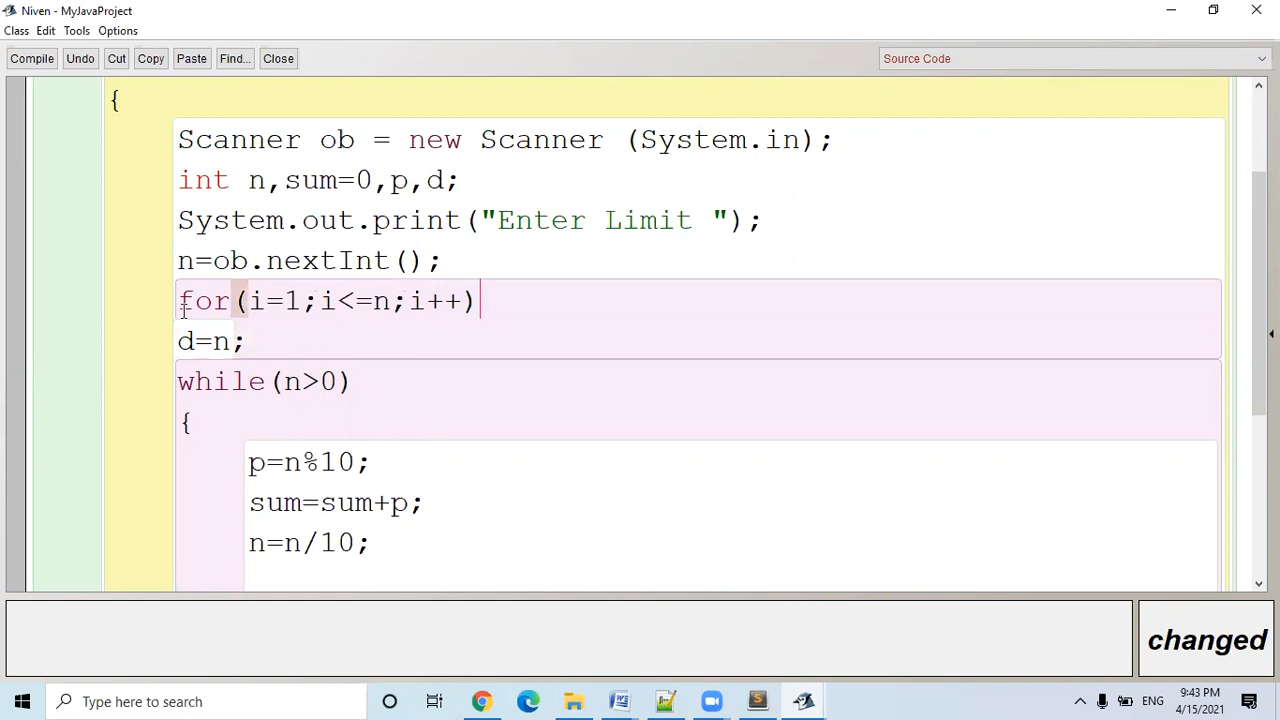 Niven - MyJavaProject
Class Edit Tools Options
Compile Undo Cut Copy Paste Find... Close Source Code
{
Scanner ob = new Scanner (System.in);
int n,sum=0,p,d;
System.out.print("Enter Limit ");
n=ob.nextInt();
for(i=1;i<=n;i++)
d=n;
while(n>0)
{
p=n%10;
sum=sum+p;
n=n/10;
changed
Type here to search ENG 9:43 PM
4/15/2021